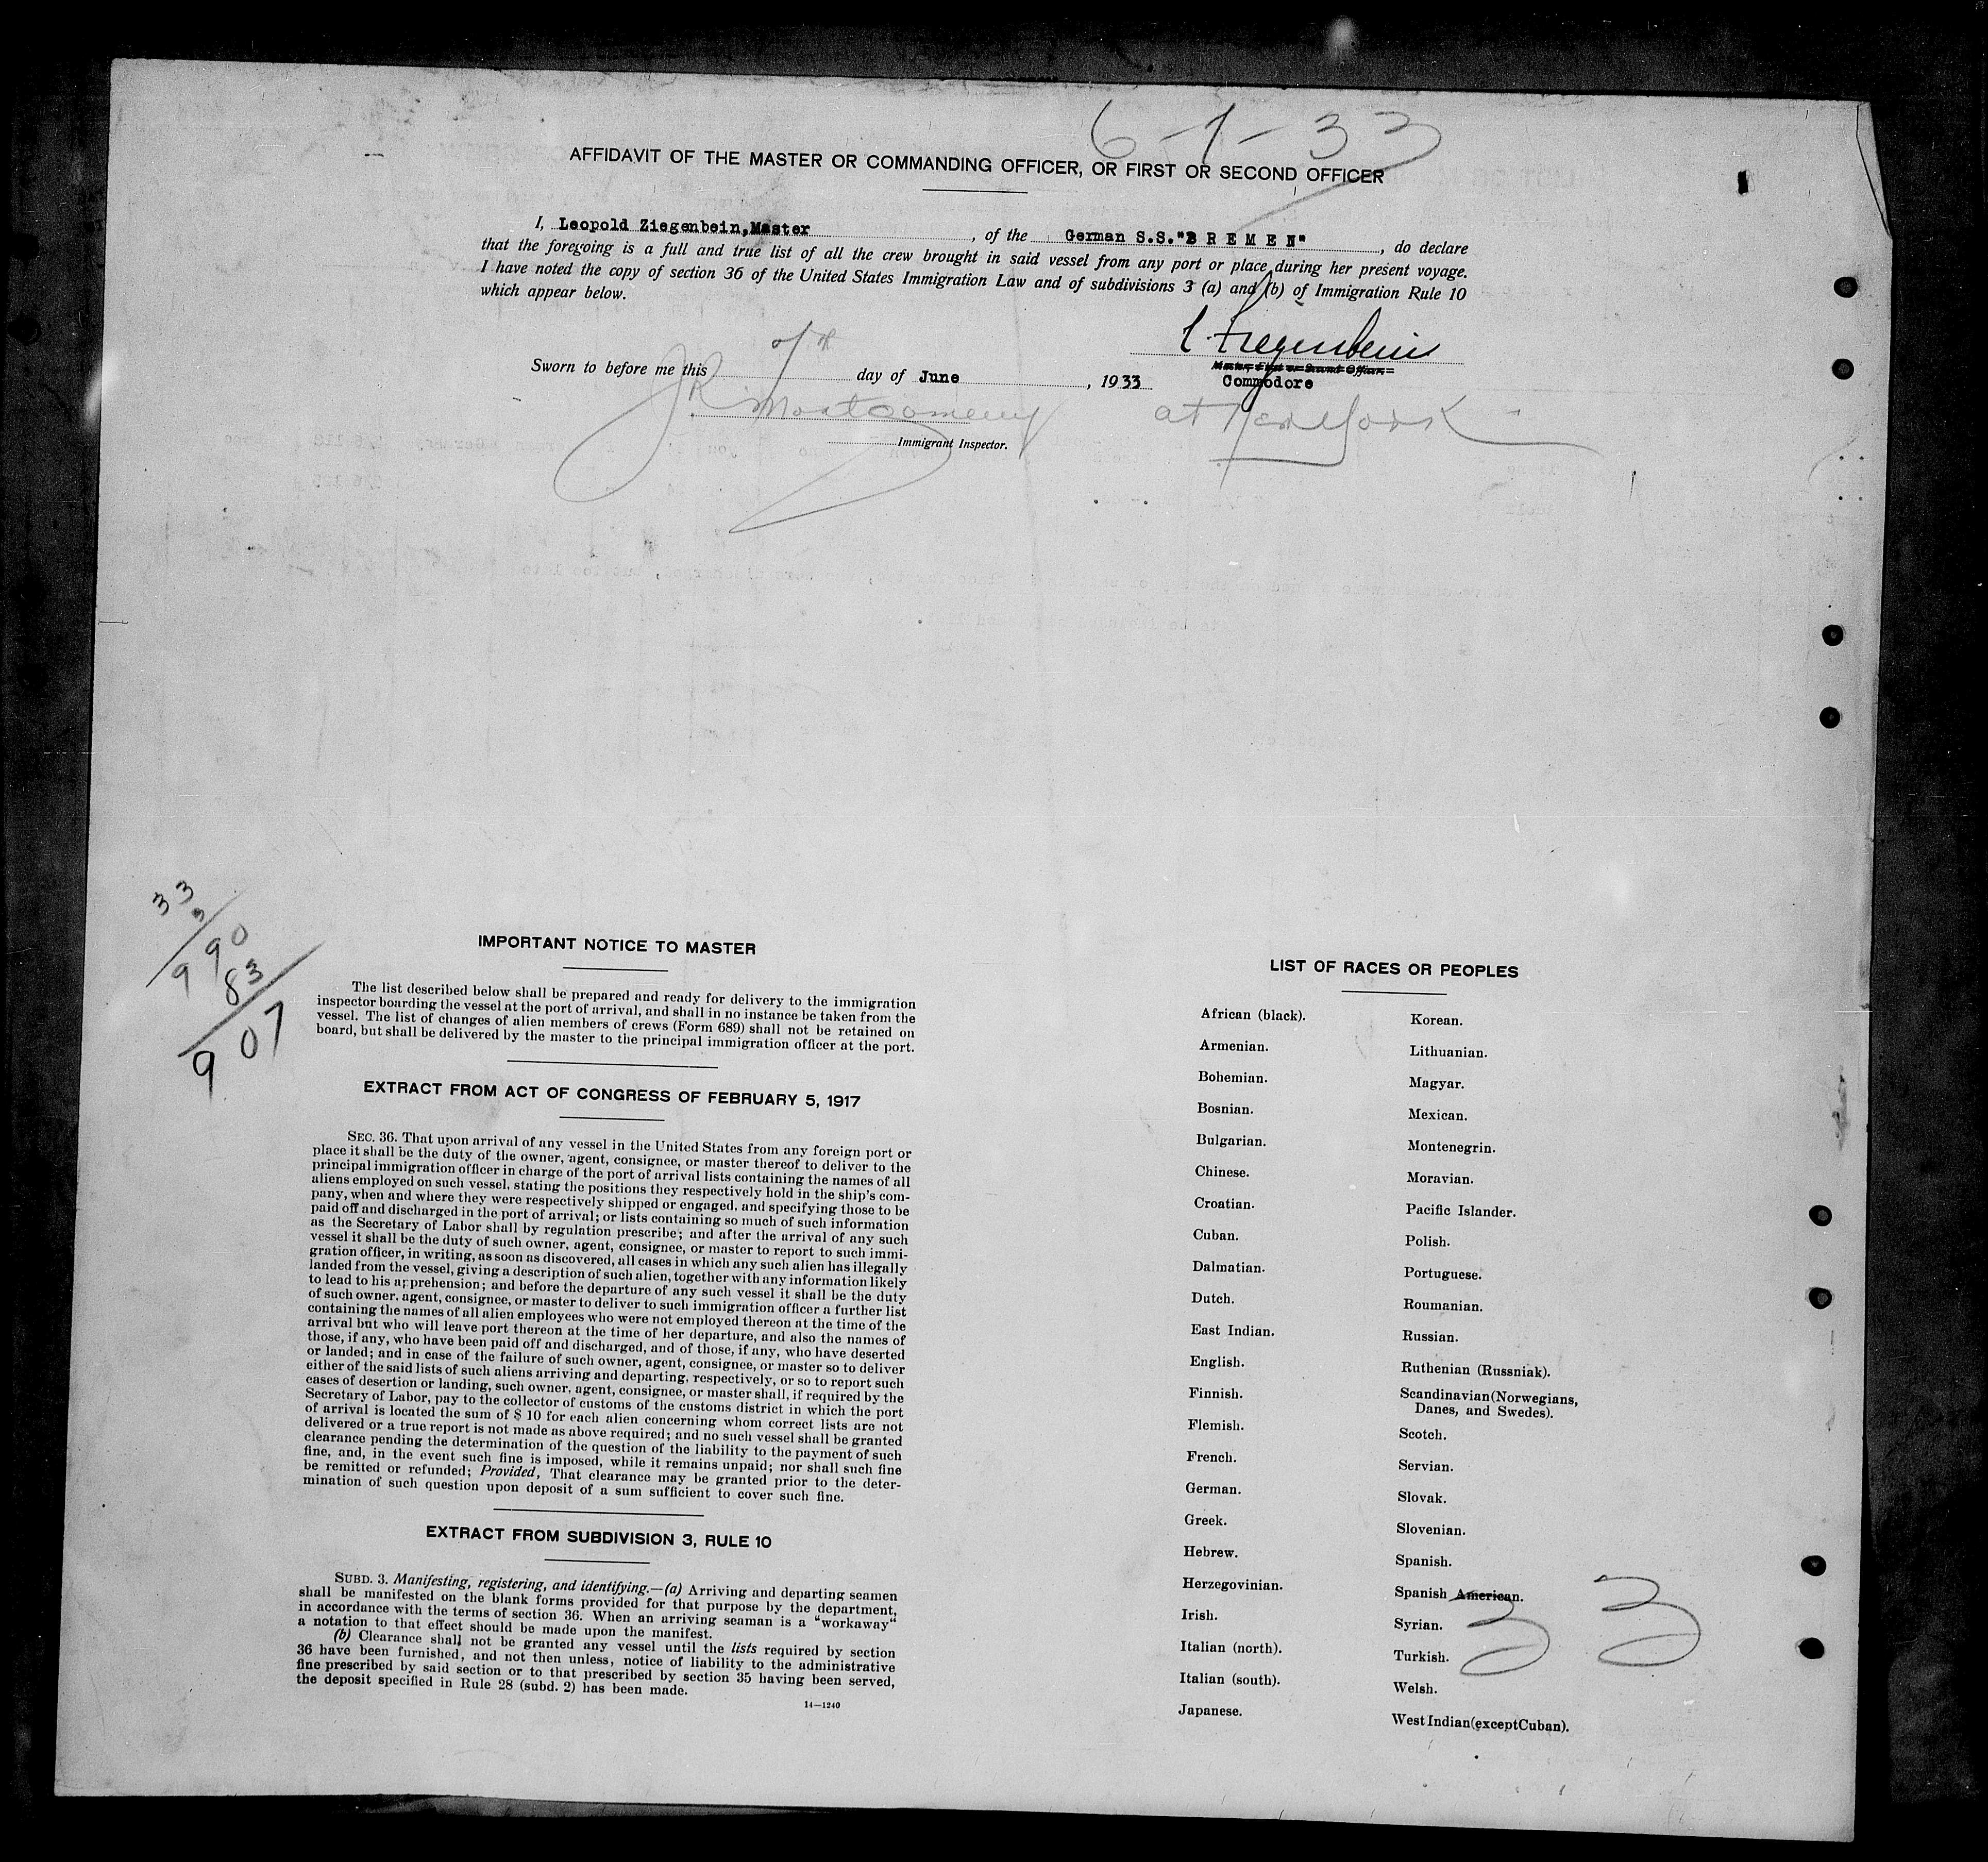 6-7-33
AFFIDAVIT OF THE MASTER OR COMMANDING OFFICER, OR FIRST OR SECOND OFFICER
I, Leopold Ziegenbein, Master, of the German S.S."B R E M E N", do declare
that the foregoing is a full and true list of all the crew brought in said vessel from any port or place during her present voyage.
I have noted the copy of section 36 of the United States Immigration Law and of subdivisions 3 (a) and (b) of Immigration Rule 10
which appear below.
L. Ziegenbein
Sworn to before me this 7th day of June, 1933
Master, First or Second Officer.
Commodore
JR Montgomery
at New York
Immigrant Inspector.
33
990
83
907
IMPORTANT NOTICE TO MASTER
The list described below shall be prepared and ready for delivery to the immigration
inspector boarding the vessel at the port of arrival, and shall in no instance be taken from the
vessel. The list of changes of alien members of crews (Form 689) shall not be retained on
board, but shall be delivered by the master to the principal immigration officer at the port.
EXTRACT FROM ACT OF CONGRESS OF FEBRUARY 5, 1917
SEC. 36. That upon arrival of any vessel in the United States from any foreign port or
place it shall be the duty of the owner, agent, consignee, or master thereof to deliver to the
principal immigration officer in charge of the port of arrival lists containing the names of all
aliens employed on such vessel, stating the positions they respectively hold in the ship's com-
pany, when and where they were respectively shipped or engaged, and specifying those to be
paid off and discharged in the port of arrival; or lists containing so much of such information
as the Secretary of Labor shall by regulation prescribe; and after the arrival of any such
vessel it shall be the duty of such owner, agent, consignee, or master to report to such immi-
gration officer, in writing, as soon as discovered, all cases in which any such alien has illegally
landed from the vessel, giving a description of such alien, together with any information likely
to lead to his apprehension; and before the departure of any such vessel it shall be the duty
of such owner, agent, consignee, or master to deliver to such immigration officer a further list
containing the names of all alien employees who were not employed thereon at the time of the
arrival but who will leave port thereon at the time of her departure, and also the names of
those, if any, who have been paid off and discharged, and of those, if any, who have deserted
or landed; and in case of the failure of such owner, agent, consignee, or master so to deliver
either of the said lists of such aliens arriving and departing, respectively, or so to report such
cases of desertion or landing, such owner, agent, consignee, or master shall, if required by the
Secretary of Labor, pay to the collector of customs of the customs district in which the port
of arrival is located the sum of $ 10 for each alien concerning whom correct lists are not
delivered or a true report is not made as above required; and no such vessel shall be granted
clearance pending the determination of the question of the liability to the payment of such
fine, and, in the event such fine is imposed, while it remains unpaid; nor shall such fine
be remitted or refunded; Provided, That clearance may be granted prior to the deter-
mination of such question upon deposit of a sum sufficient to cover such fine.
EXTRACT FROM SUBDIVISION 3, RULE 10
SUBD. 3. Manifesting, registering, and identifying.—(a) Arriving and departing seamen
shall be manifested on the blank forms provided for that purpose by the department,
in accordance with the terms of section 36. When an arriving seaman is a "workaway"
a notation to that effect should be made upon the manifest.
(b) Clearance shall not be granted any vessel until the lists required by section
36 have been furnished, and not then unless, notice of liability to the administrative
fine prescribed by said section or to that prescribed by section 35 having been served,
the deposit specified in Rule 28 (subd. 2) has been made.
14—1240
LIST OF RACES OR PEOPLES
African (black).
Armenian.
Bohemian.
Bosnian.
Bulgarian.
Chinese.
Croatian.
Cuban.
Dalmatian.
Dutch.
East Indian.
English.
Finnish.
Flemish.
French.
German.
Greek.
Hebrew.
Herzegovinian.
Irish.
Italian (north).
Italian (south).
Japanese.
Korean.
Lithuanian.
Magyar.
Mexican.
Montenegrin.
Moravian.
Pacific Islander.
Polish.
Portuguese.
Roumanian.
Russian.
Ruthenian (Russniak).
Scandinavian (Norwegians,
Danes, and Swedes).
Scotch.
Servian.
Slovak.
Slovenian.
Spanish.
Spanish American.
Syrian.
Turkish.
Welsh.
West Indian (except Cuban).
33